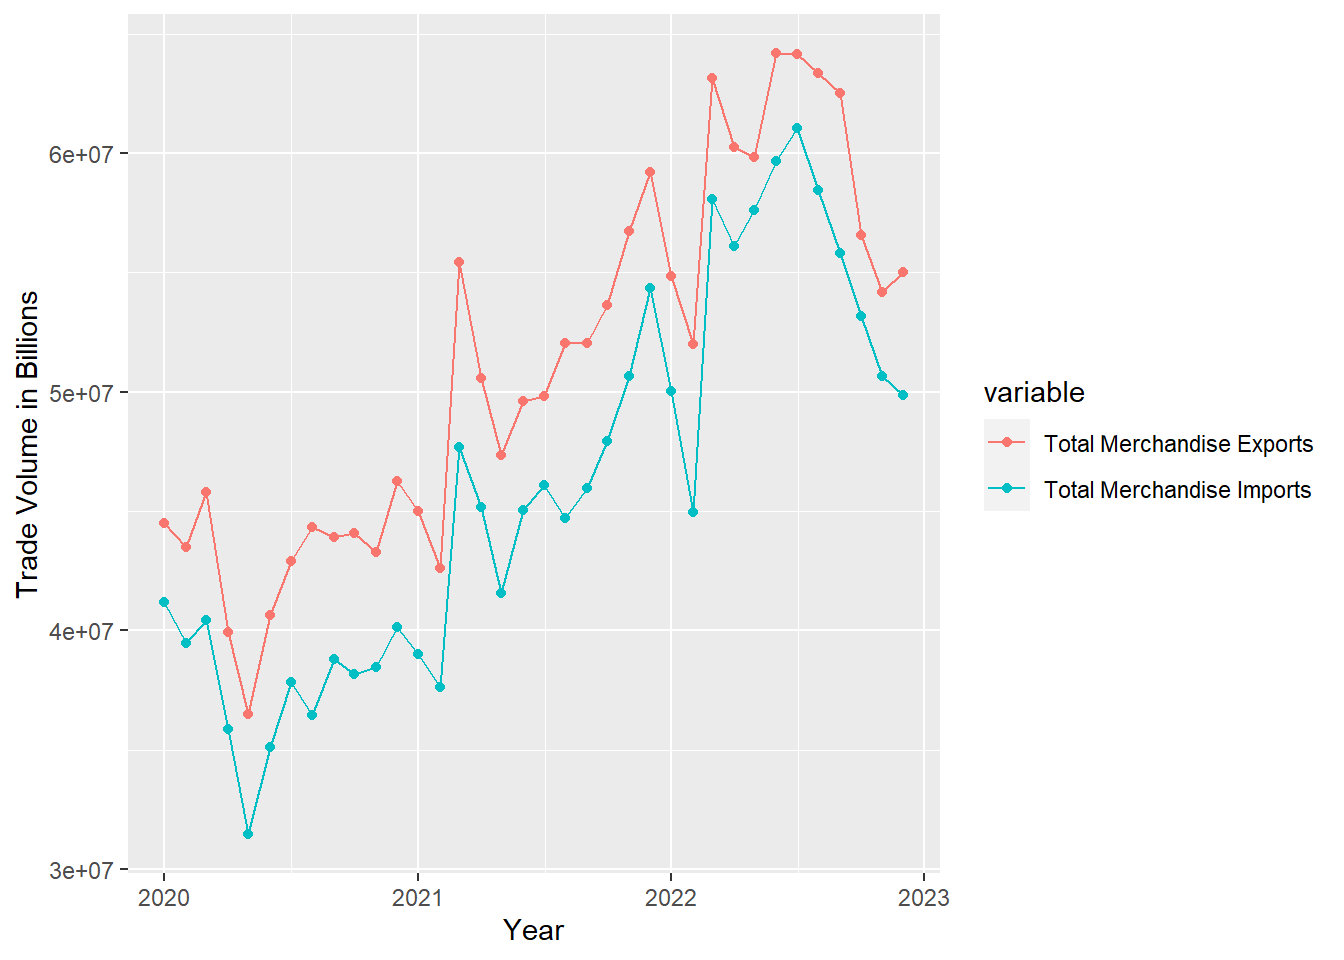 Trade Volume in Billions
6e+07
5e+07
4e+07
3e+07
2020
2021
2022
2023
Year
variable
Total Merchandise Exports
Total Merchandise Imports